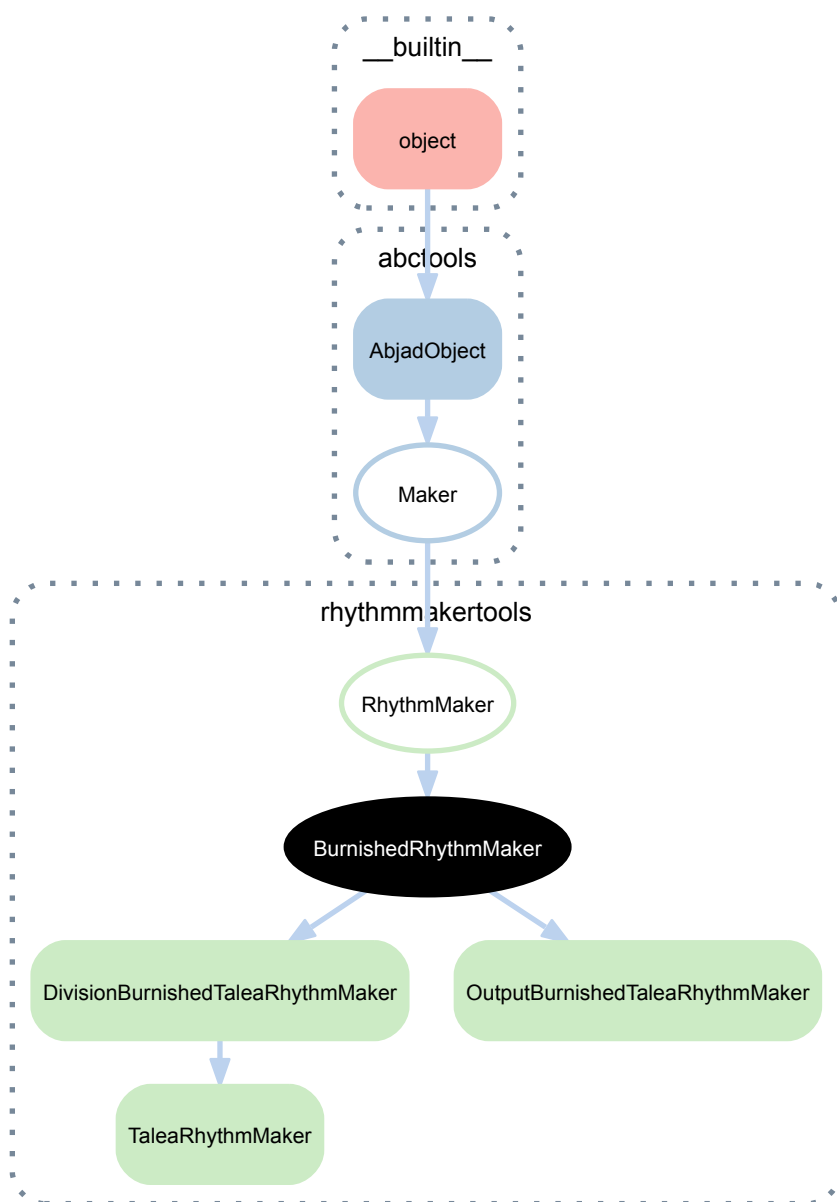 __builtin__
object
abctools
AbjadObject
Maker
rhythmmakertools
RhythmMaker
BurnishedRhythmMaker
DivisionBurnishedTaleaRhythmMaker
OutputBurnishedTaleaRhythmMaker
TaleaRhythmMaker